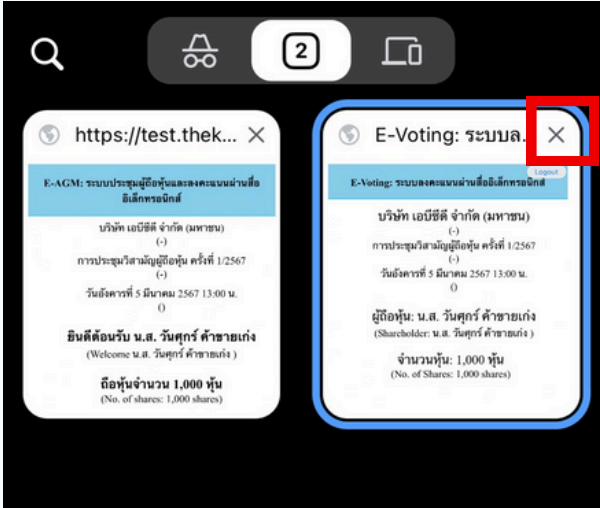 2
https://test.thek...
E-AGM: ระบบประชุมผู้ถือหุ้นและลงคะแนนผ่านสื่อ
อิเล็กทรอนิกส์
บริษัท เอบีซีดี จำกัด (มหาชน)
(-)
การประชุมวิสามัญผู้ถือหุ้น ครั้งที่ 1/2567
(-)
วันอังคารที่ 5 มีนาคม 2567 13:00 น.
()
ยินดีต้อนรับ น.ส. วันศุกร์ ค้าขายเก่ง
(Welcome น.ส. วันศุกร์ ค้าขายเก่ง )
ถือหุ้นจำนวน 1,000 หุ้น
(No. of shares: 1,000 shares)
E-Voting: ระบบล...
Logout
E-Voting: ระบบลงคะแนนผ่านสื่ออิเล็กทรอนิกส์
บริษัท เอบีซีดี จำกัด (มหาชน)
(-)
การประชุมวิสามัญผู้ถือหุ้น ครั้งที่ 1/2567
(-)
วันอังคารที่ 5 มีนาคม 2567 13:00 น.
()
ผู้ถือหุ้น: น.ส. วันศุกร์ ค้าขายเก่ง
(Shareholder: น.ส. วันศุกร์ ค้าขายเก่ง )
จำนวนหุ้น: 1,000 หุ้น
(No. of Shares: 1,000 shares)